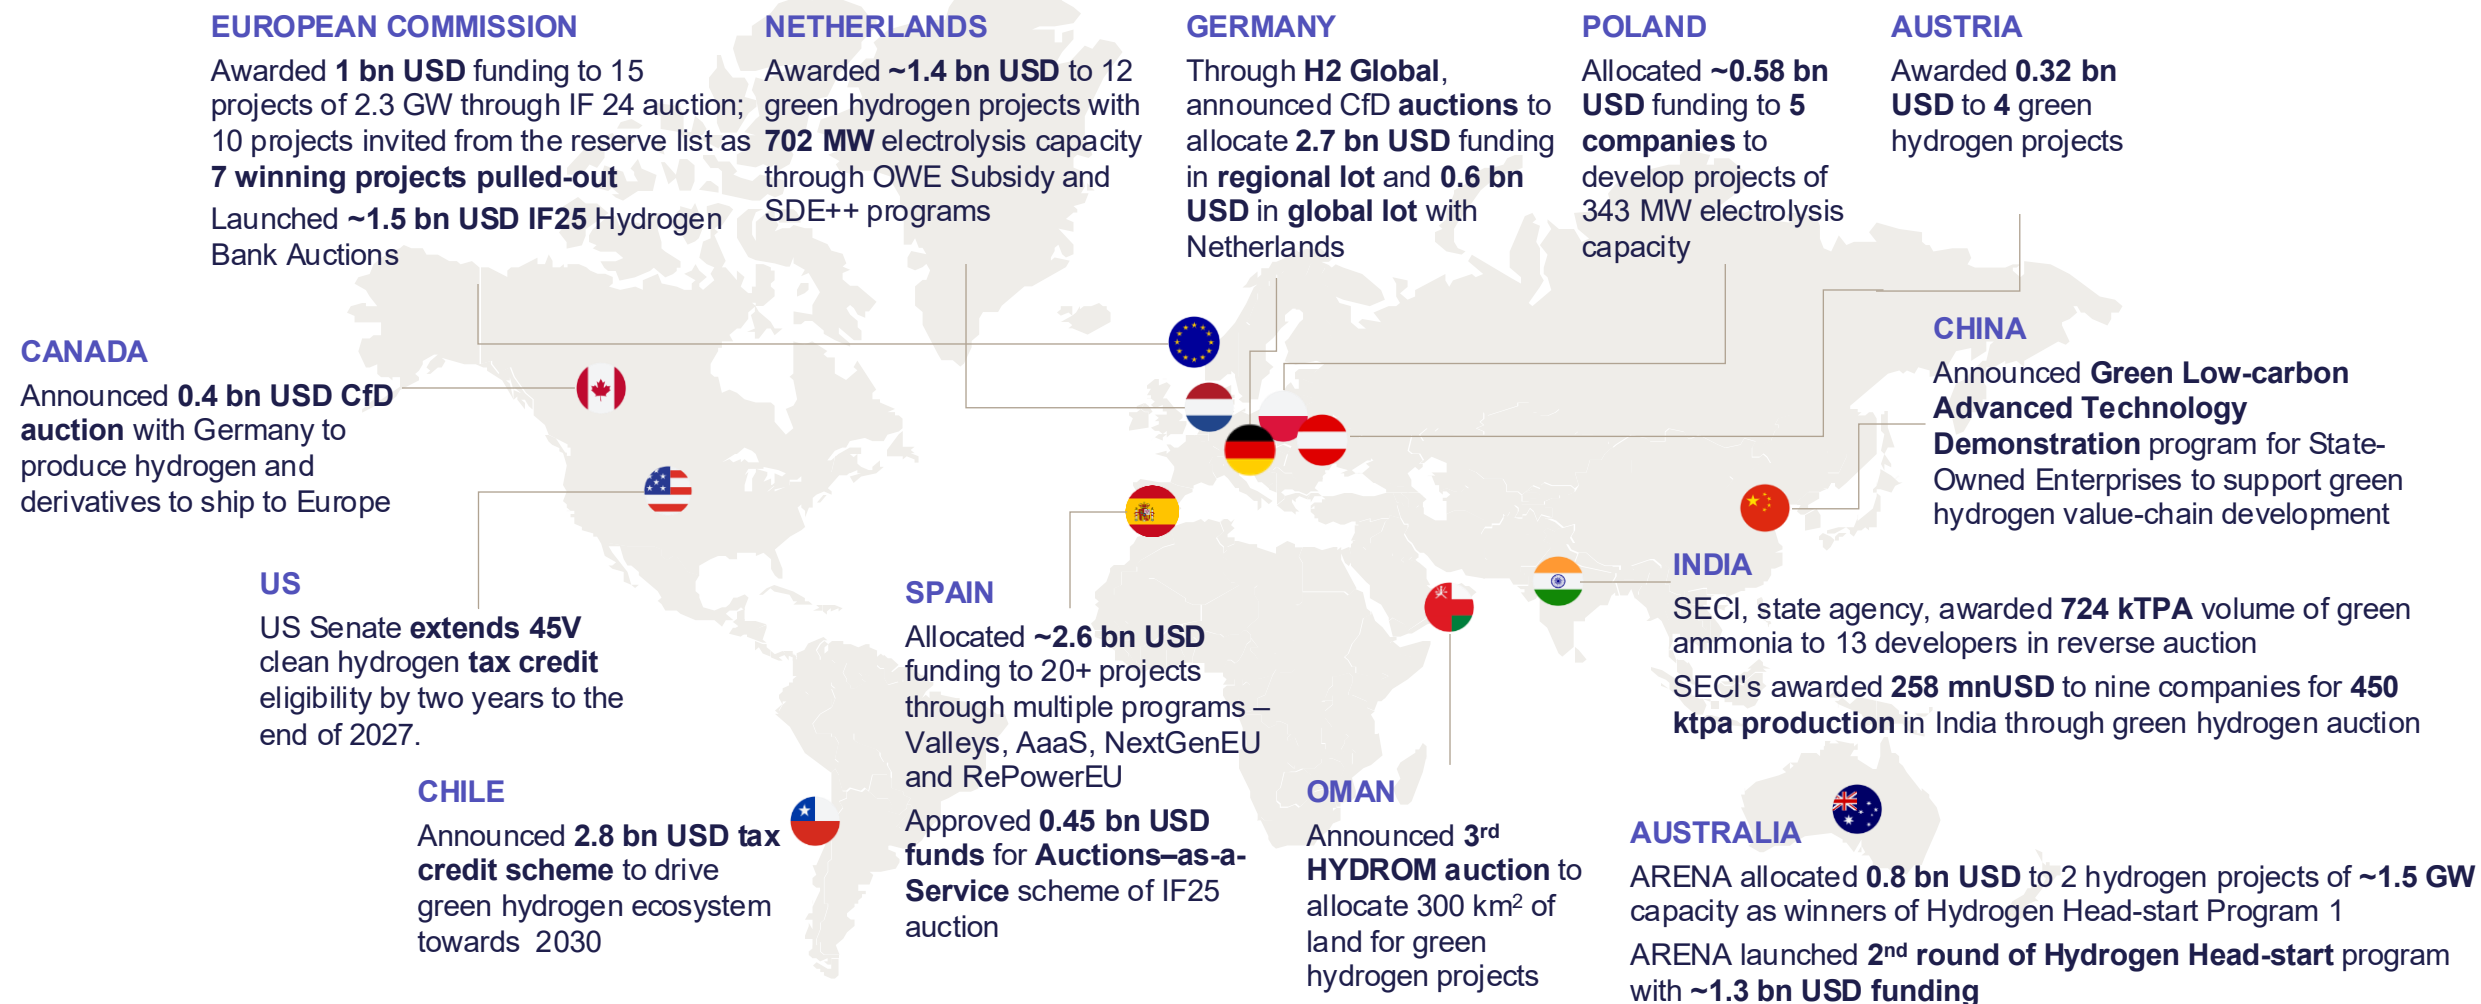 EUROPEAN COMMISSION
Awarded 1 bn USD funding to 15
projects of 2.3 GW through IF 24 auction;
10 projects invited from the reserve list as
7 winning projects pulled-out
Launched ~1.5 bn USD IF25 Hydrogen
Bank Auctions
NETHERLANDS
Awarded ~1.4 bn USD to 12
green hydrogen projects with
702 MW electrolysis capacity
through OWE Subsidy and
SDE++ programs
GERMANY
Through H2 Global,
announced CfD auctions to
allocate 2.7 bn USD funding
in regional lot and 0.6 bn
USD in global lot with
Netherlands
POLAND
Allocated ~0.58 bn
USD funding to 5
companies to
develop projects of
343 MW electrolysis
capacity
AUSTRIA
Awarded 0.32 bn
USD to 4 green
hydrogen projects
CANADA
Announced 0.4 bn USD CfD
auction with Germany to
produce hydrogen and
derivatives to ship to Europe
CHINA
Announced Green Low-carbon
Advanced Technology
Demonstration program for State-
Owned Enterprises to support green
hydrogen value-chain development
US
US Senate extends 45V
clean hydrogen tax credit
eligibility by two years to the
end of 2027.
SPAIN
Allocated ~2.6 bn USD
funding to 20+ projects
through multiple programs –
Valleys, AaaS, NextGenEU
and RePowerEU
Approved 0.45 bn USD
funds for Auctions–as-a-
Service scheme of IF25
auction
INDIA
SECI, state agency, awarded 724 kTPA volume of green
ammonia to 13 developers in reverse auction
SECI's awarded 258 mnUSD to nine companies for 450
ktpa production in India through green hydrogen auction
CHILE
Announced 2.8 bn USD tax
credit scheme to drive
green hydrogen ecosystem
towards 2030
OMAN
Announced 3rd
HYDROM auction to
allocate 300 km² of
land for green
hydrogen projects
AUSTRALIA
ARENA allocated 0.8 bn USD to 2 hydrogen projects of ~1.5 GW
capacity as winners of Hydrogen Head-start Program 1
ARENA launched 2nd round of Hydrogen Head-start program
with ~1.3 bn USD funding